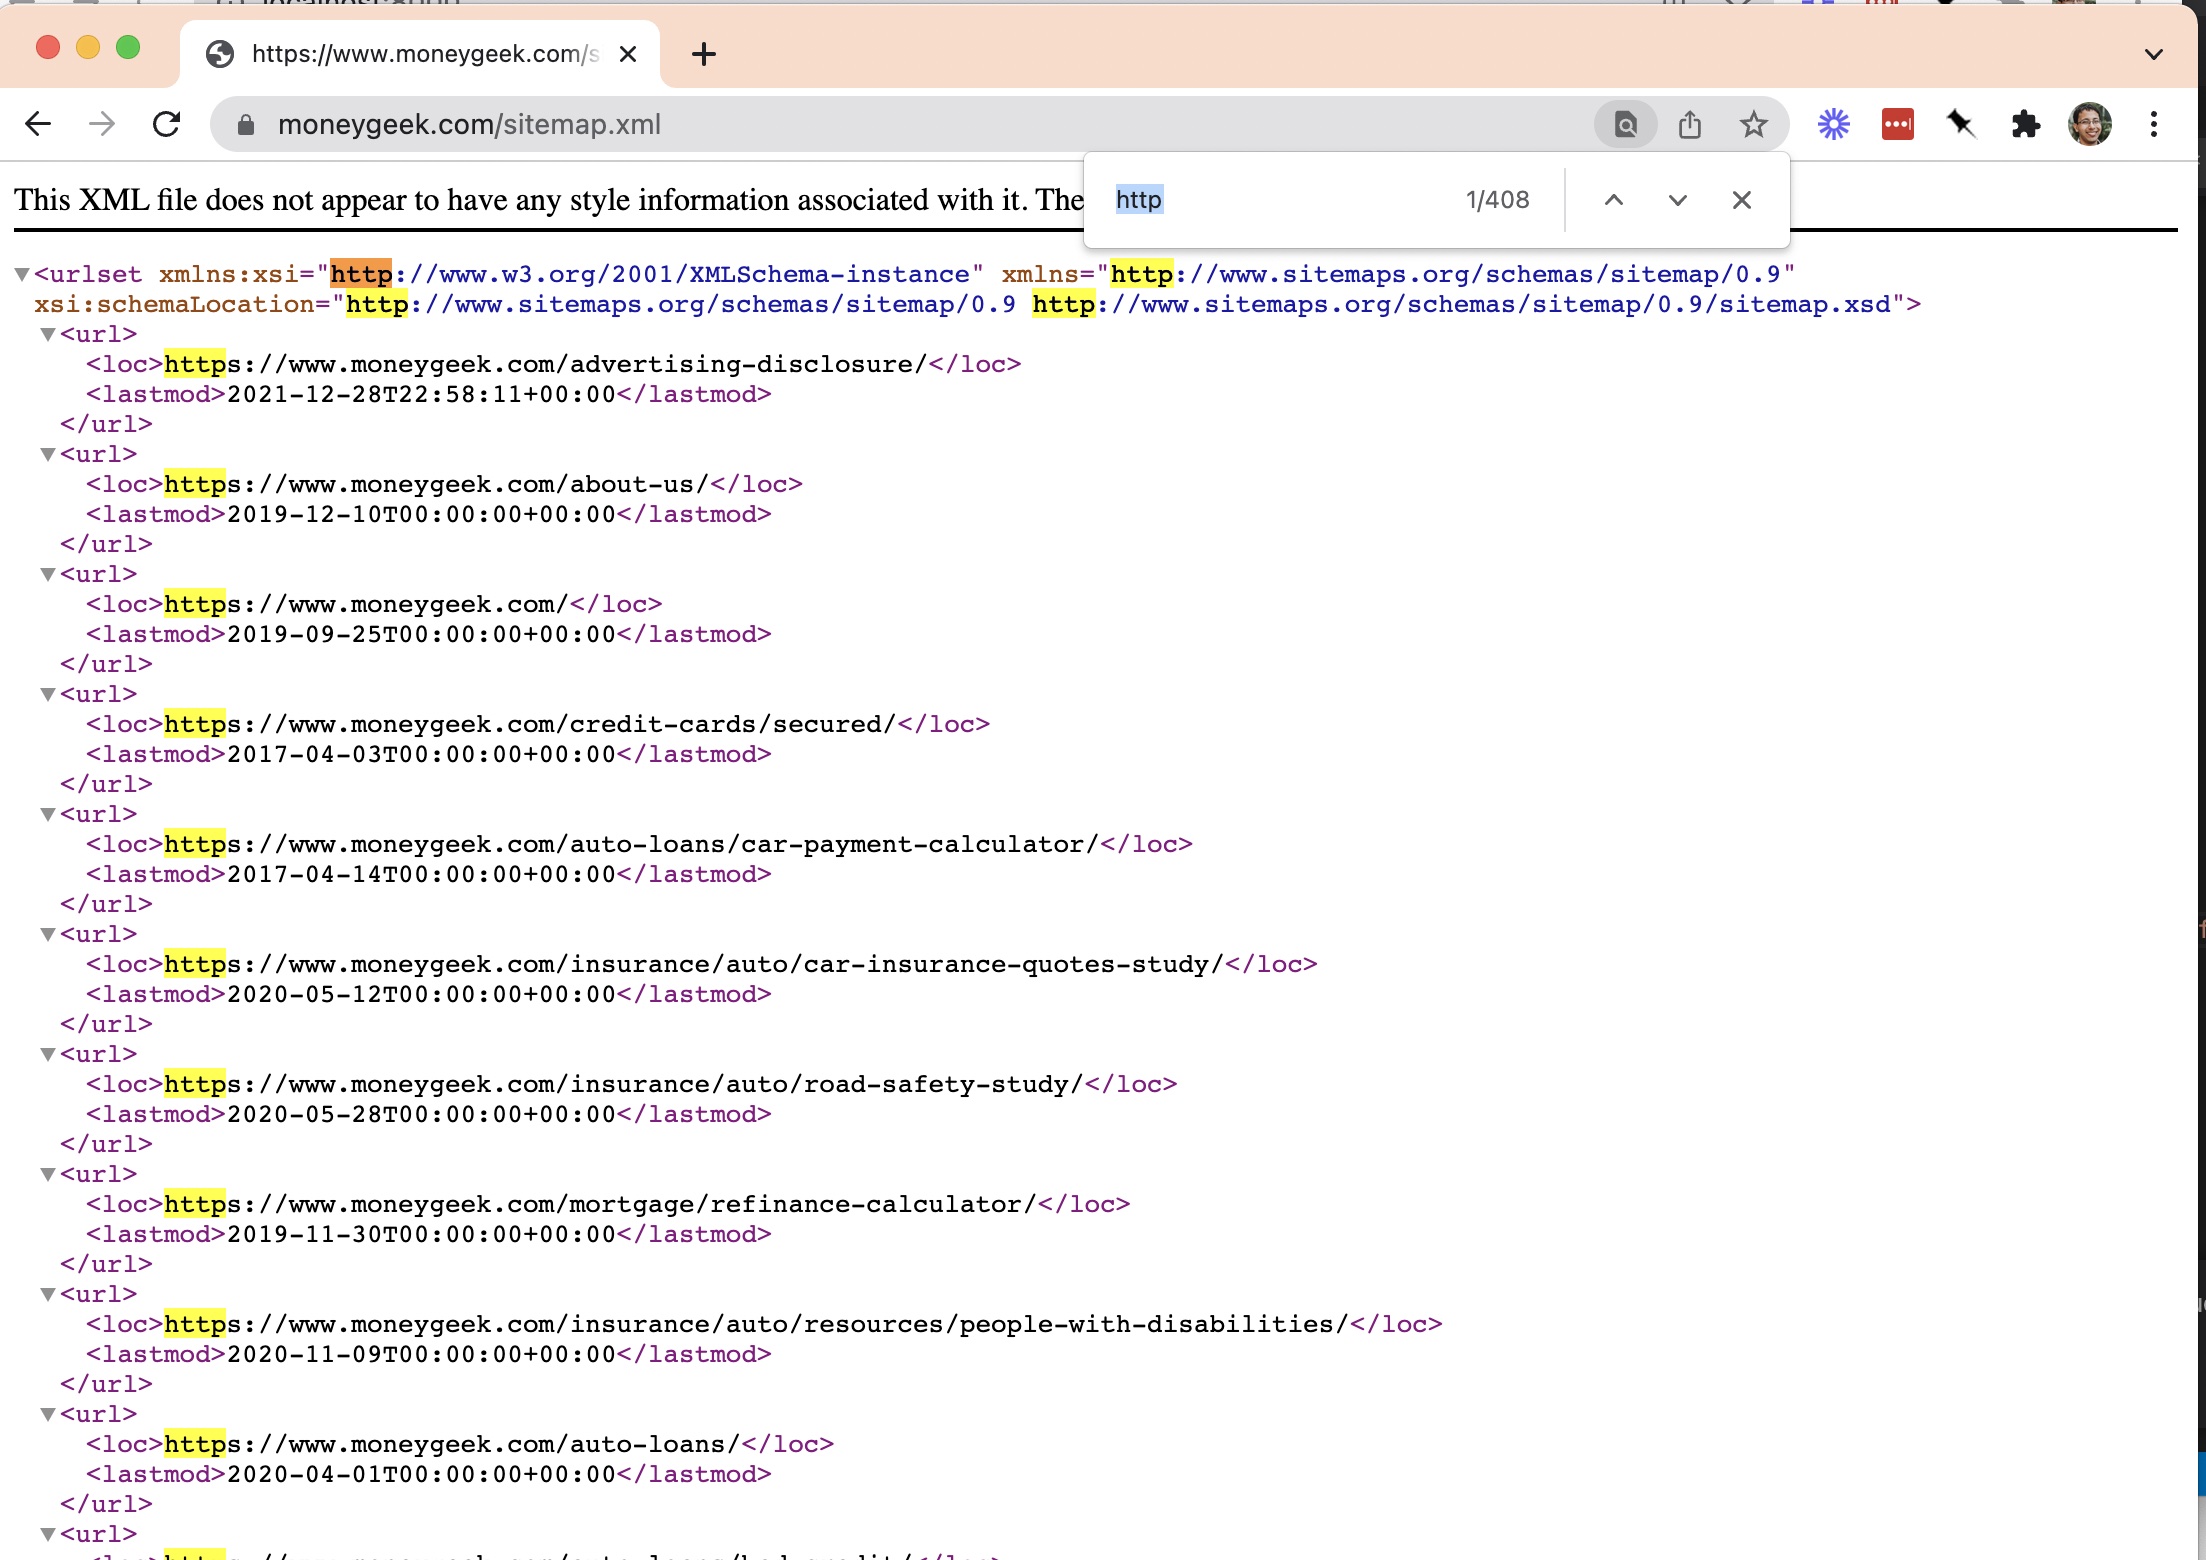 https://www.moneygeek.com/s
moneygeek.com/sitemap.xml
This XML file does not appear to have any style information associated with it. The
http 1/408
<urlset xmlns:xsi="http://www.w3.org/2001/XMLSchema-instance" xmlns="http://www.sitemaps.org/schemas/sitemap/0.9"
xsi:schemaLocation="http://www.sitemaps.org/schemas/sitemap/0.9 http://www.sitemaps.org/schemas/sitemap/0.9/sitemap.xsd">
<url>
<loc>https://www.moneygeek.com/advertising-disclosure/</loc>
<lastmod>2021-12-28T22:58:11+00:00</lastmod>
</url>
<url>
<loc>https://www.moneygeek.com/about-us/</loc>
<lastmod>2019-12-10T00:00:00+00:00</lastmod>
</url>
<url>
<loc>https://www.moneygeek.com/</loc>
<lastmod>2019-09-25T00:00:00+00:00</lastmod>
</url>
<url>
<loc>https://www.moneygeek.com/credit-cards/secured/</loc>
<lastmod>2017-04-03T00:00:00+00:00</lastmod>
</url>
<url>
<loc>https://www.moneygeek.com/auto-loans/car-payment-calculator/</loc>
<lastmod>2017-04-14T00:00:00+00:00</lastmod>
</url>
<url>
<loc>https://www.moneygeek.com/insurance/auto/car-insurance-quotes-study/</loc>
<lastmod>2020-05-12T00:00:00+00:00</lastmod>
</url>
<url>
<loc>https://www.moneygeek.com/insurance/auto/road-safety-study/</loc>
<lastmod>2020-05-28T00:00:00+00:00</lastmod>
</url>
<url>
<loc>https://www.moneygeek.com/mortgage/refinance-calculator/</loc>
<lastmod>2019-11-30T00:00:00+00:00</lastmod>
</url>
<url>
<loc>https://www.moneygeek.com/insurance/auto/resources/people-with-disabilities/</loc>
<lastmod>2020-11-09T00:00:00+00:00</lastmod>
</url>
<url>
<loc>https://www.moneygeek.com/auto-loans/</loc>
<lastmod>2020-04-01T00:00:00+00:00</lastmod>
</url>
<url>